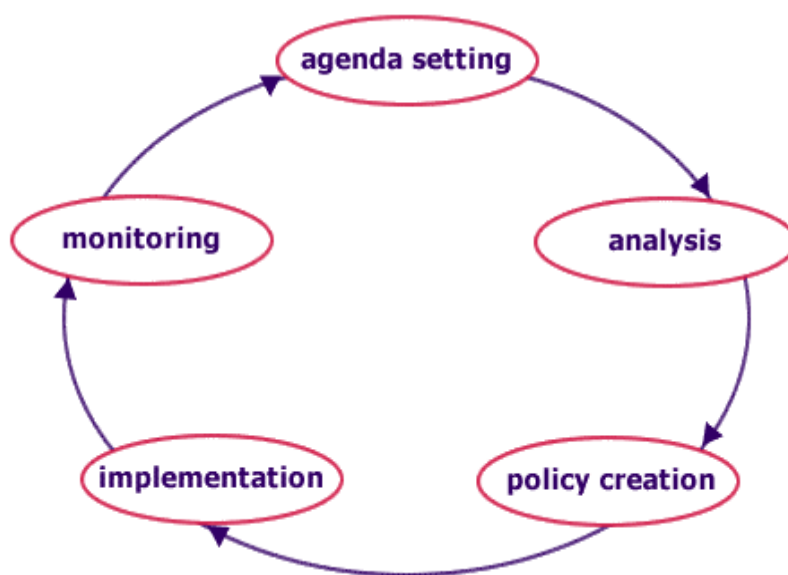 agenda setting
analysis
policy creation
implementation
monitoring